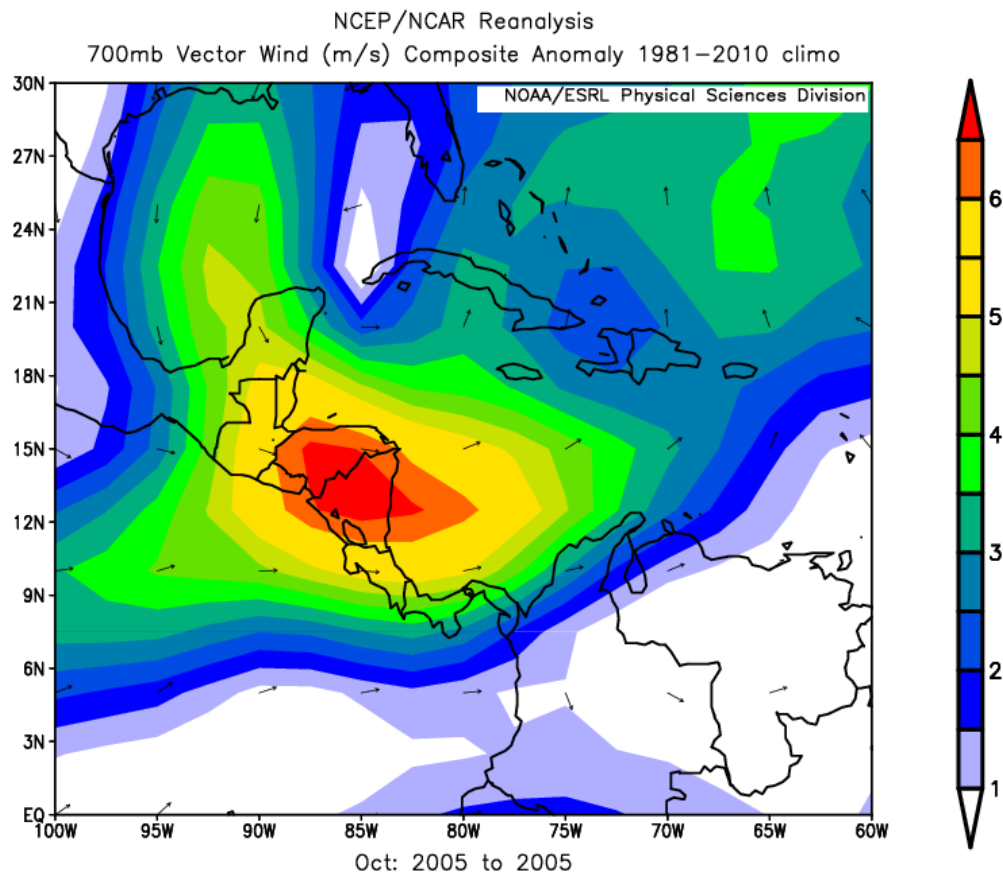 NCEP/NCAR Reanalysis
700mb Vector Wind (m/s) Composite Anomaly 1981-2010 climo
NOAA/ESRL Physical Sciences Division
30N
27N
24N
21N
18N
15N
12N
9N
6N
3N
EQ
100W 95W 90W 85W 80W 75W 70W 65W 60W
6
5
4
3
2
1
Oct: 2005 to 2005